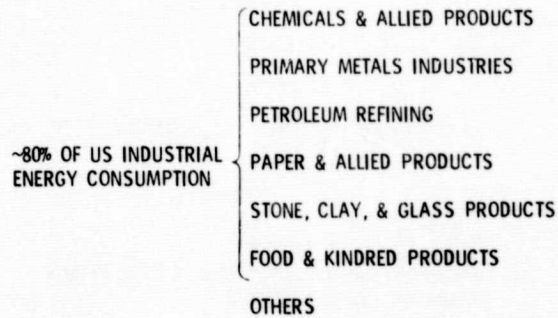 CHEMICALS & ALLIED PRODUCTS
PRIMARY METALS INDUSTRIES
PETROLEUM REFINING
~80% OF US INDUSTRIAL
ENERGY CONSUMPTION
PAPER & ALLIED PRODUCTS
STONE, CLAY, & GLASS PRODUCTS
FOOD & KINDRED PRODUCTS
OTHERS